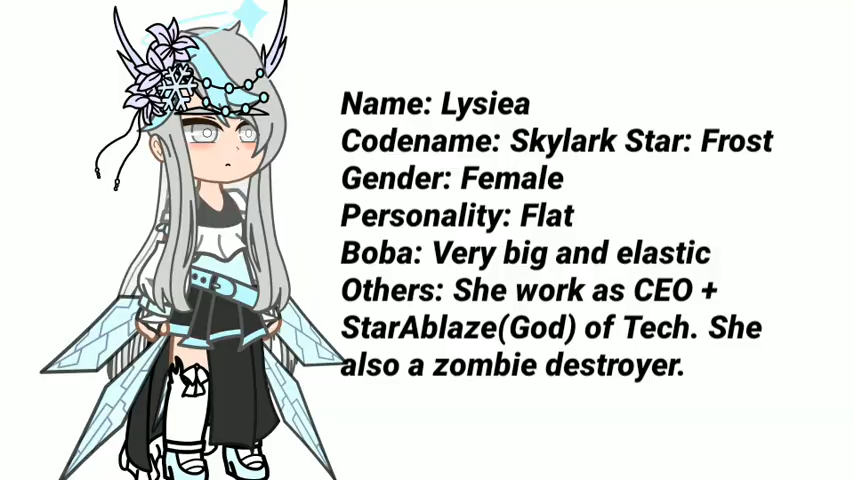 Name: Lysiea
Codename: Skylark Star: Frost
Gender: Female
Personality: Flat
Boba: Very big and elastic
Others: She work as CEO +
StarAblaze(God) of Tech. She
also a zombie destroyer.